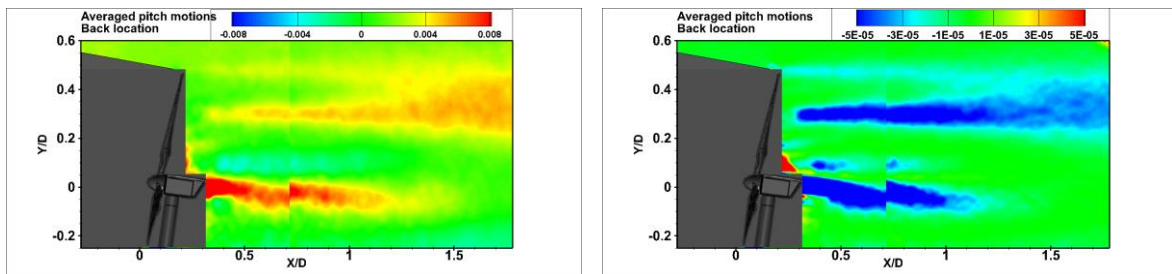 Averaged pitch motions
Back location
-0.008 -0.004 0 0.004 0.008
0.6
0.4
0.2
0
-0.2
Y/D
0 0.5 1 1.5
X/D
Averaged pitch motions
Back location
-5E-05 -3E-05 -1E-05 1E-05 3E-05 5E-05
0.6
0.4
0.2
0
-0.2
Y/D
0 0.5 1 1.5
X/D